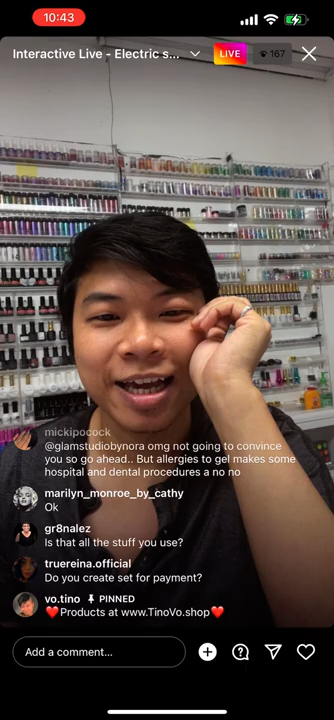 10:43
Interactive Live - Electric s...
LIVE
167
mickipocock
@glamstudiobynora omg not going to convince
you so go ahead.. But allergies to gel makes some
hospital and dental procedures a no no
marilyn_monroe_by_cathy
Ok
gr8nalez
Is that all the stuff you use?
truereina.official
Do you create set for payment?
vo.tino PINNED
❤️Products at www.TinoVo.shop❤️
Add a comment...